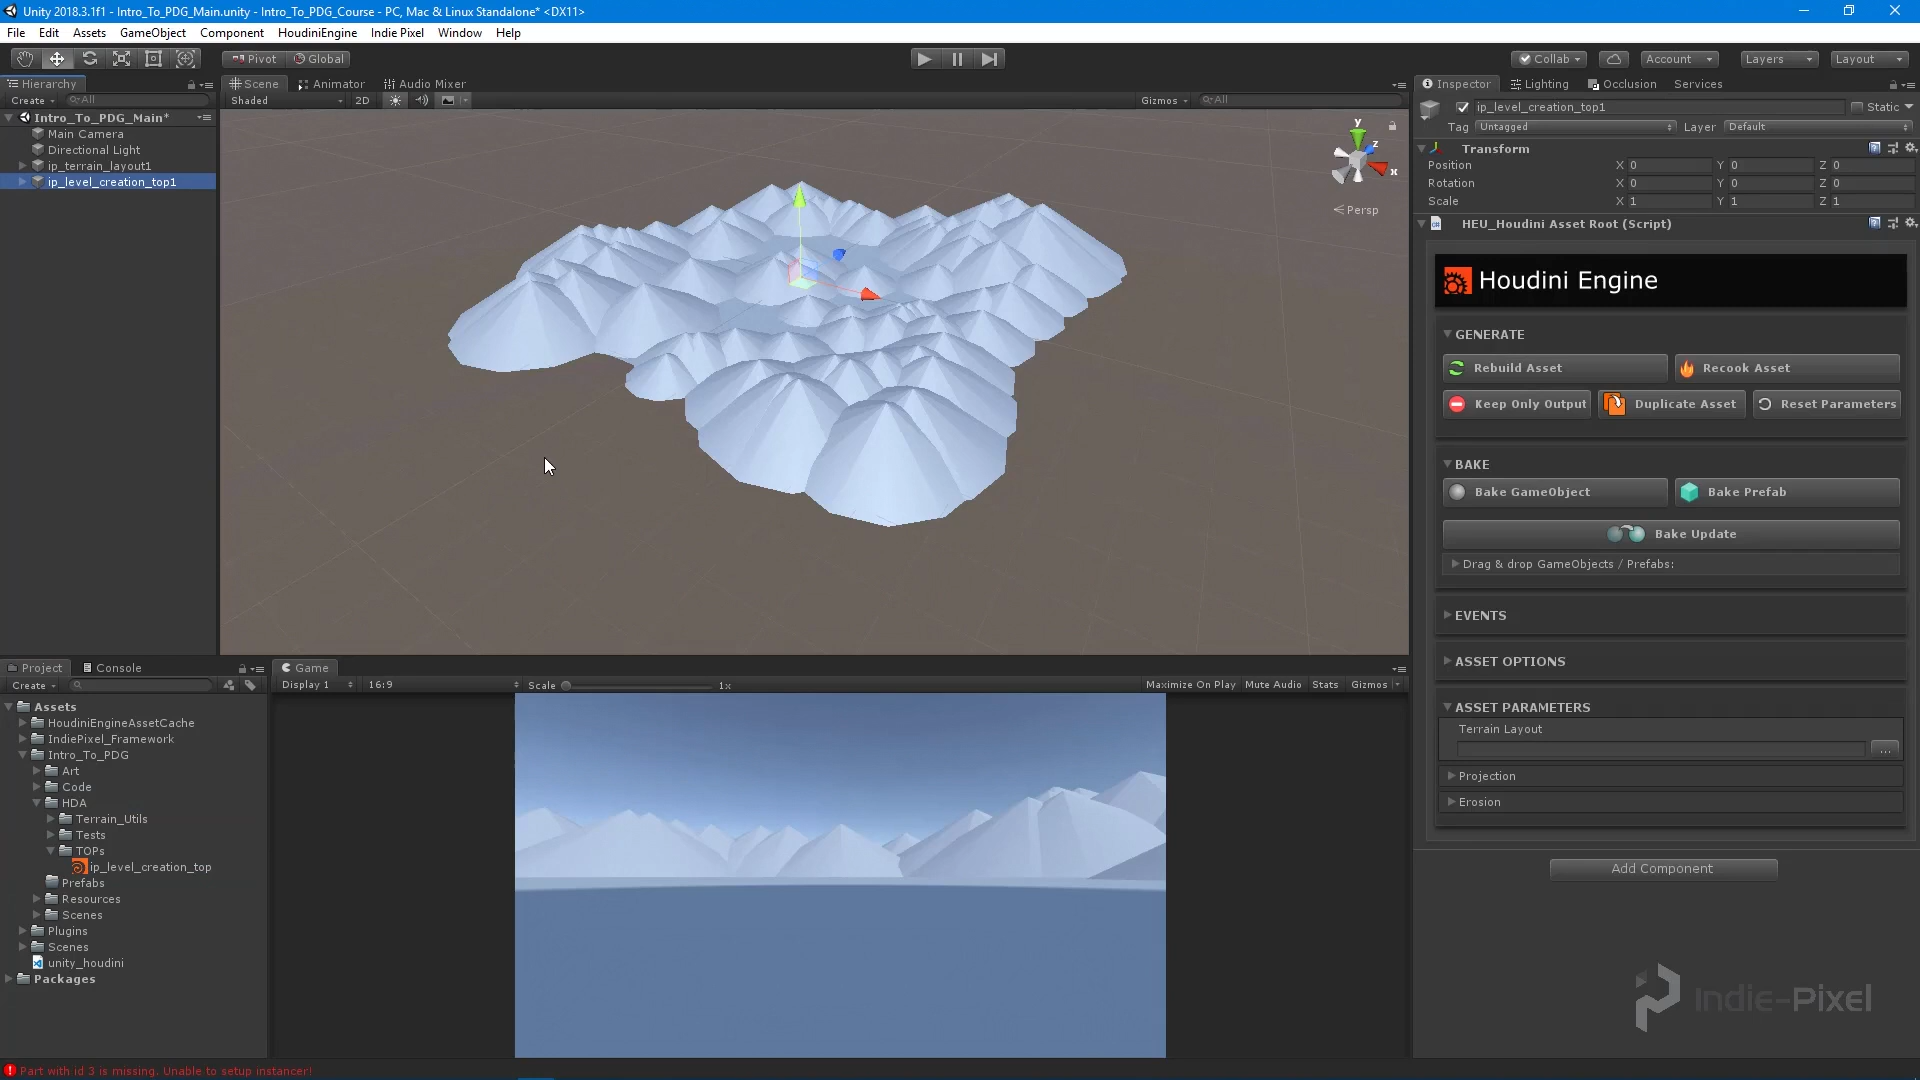 Unity 2018.3.1f1 - Intro_To_PDG_Main.unity - Intro_To_PDG_Course - PC, Mac & Linux Standalone* <DX11>
File Edit Assets GameObject Component HoudiniEngine Indie Pixel Window Help
Pivot Global Collab Account Layers Layout
Hierarchy Scene Animator Audio Mixer Inspector Lighting Occlusion Services
Create All Shaded 2D Gizmos All
Intro_To_PDG_Main*
Main Camera
Directional Light
ip_terrain_layout1
ip_level_creation_top1
y
z
x
Persp
ip_level_creation_top1 Static
Tag Untagged Layer Default
Transform
Position X 0 Y 0 Z 0
Rotation X 0 Y 0 Z 0
Scale X 1 Y 1 Z 1
HEU_Houdini Asset Root (Script)
Houdini Engine
GENERATE
Rebuild Asset Recook Asset
Keep Only Output Duplicate Asset Reset Parameters
BAKE
Bake GameObject Bake Prefab
Bake Update
Drag & drop GameObjects / Prefabs:
EVENTS
ASSET OPTIONS
ASSET PARAMETERS
Terrain Layout
...
Projection
Erosion
Add Component
Project Console Game
Create Display 1 16:9 Scale 1x Maximize On Play Mute Audio Stats Gizmos
Assets
HoudiniEngineAssetCache
IndiePixel_Framework
Intro_To_PDG
Art
Code
HDA
Terrain_Utils
Tests
TOPs
ip_level_creation_top
Prefabs
Resources
Scenes
Plugins
Scenes
unity_houdini
Packages
Indie-Pixel
Part with id 3 is missing. Unable to setup instancer!